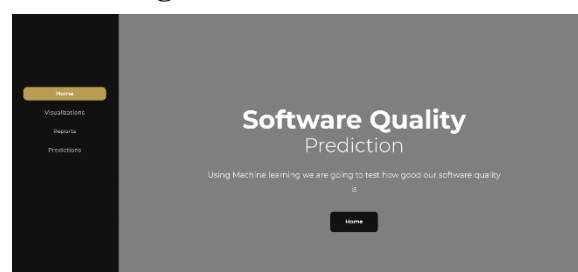 Home
Visualizations
Reports
Predictions
Software Quality
Prediction
Using Machine learning we are going to test how good our software quality
is
Home